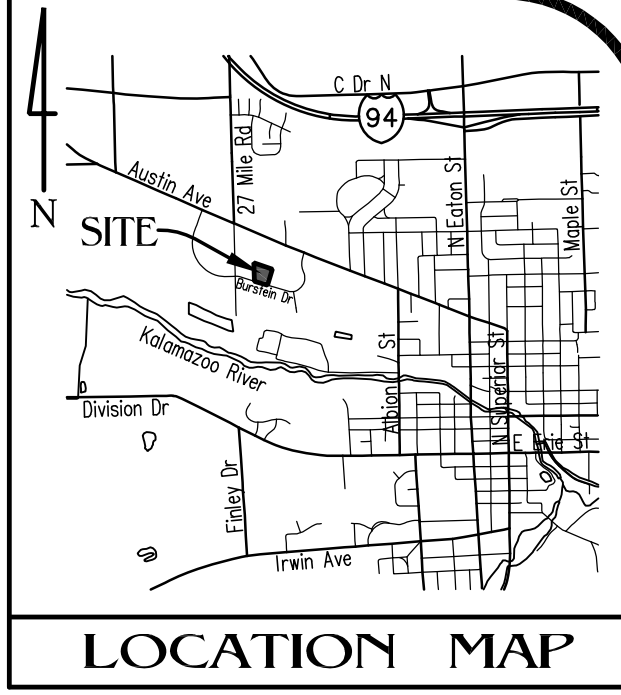 C Dr N
94
27 Mile Rd
Austin Ave
N Eaton St
Maple St
N
SITE
Burstein Dr
Kalamazoo River
Albion St
N Superior St
Division Dr
E Erie St
Finley Dr
Irwin Ave
LOCATION MAP